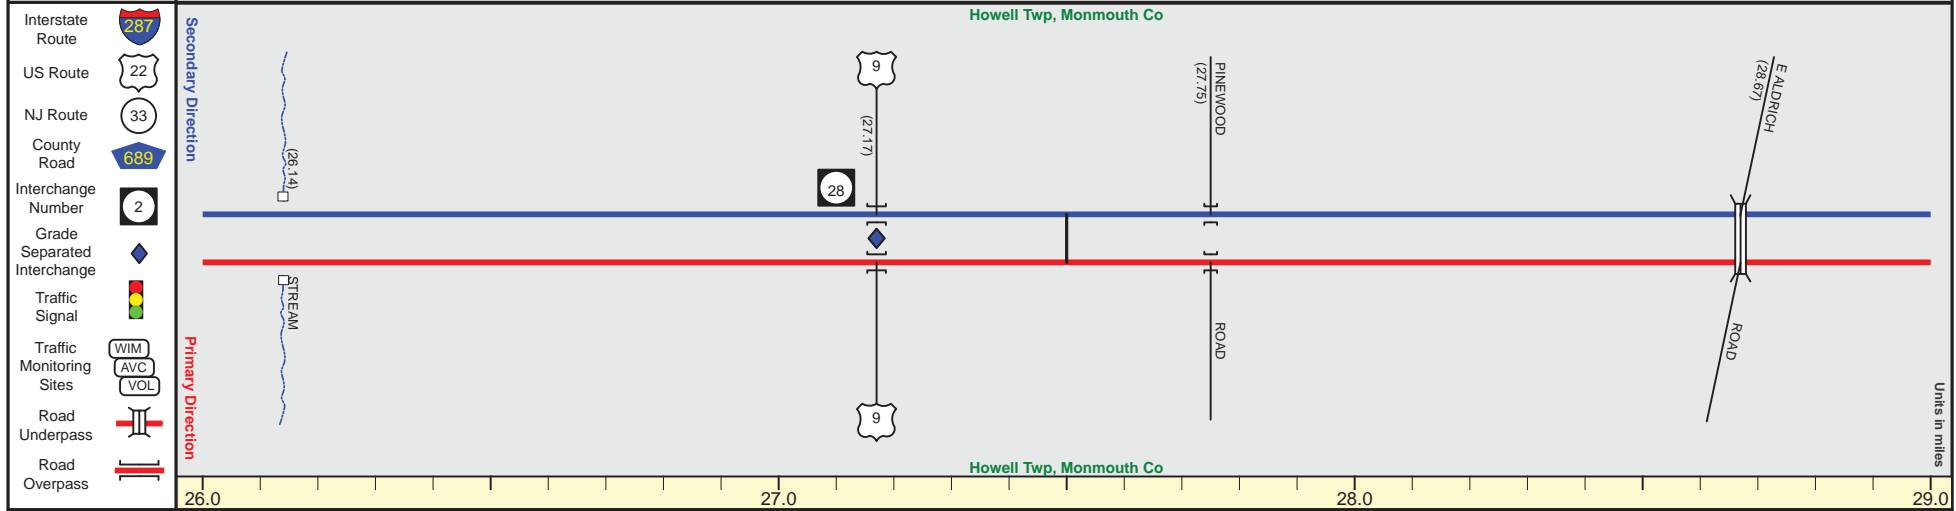 Interstate
Route
287
US Route
22
NJ Route
33
County
Road
689
Interchange
Number
2
Grade
Separated
Interchange
Traffic
Signal
Traffic
Monitoring
Sites
WIM
AVC
VOL
Road
Underpass
Road
Overpass
Secondary Direction
Primary Direction
Howell Twp, Monmouth Co
(26.14)
STREAM
9
(27.17)
28
9
PINEWOOD
(27.75)
ROAD
E ALDRICH
(28.67)
ROAD
Howell Twp, Monmouth Co
Units in miles
26.0
27.0
28.0
29.0